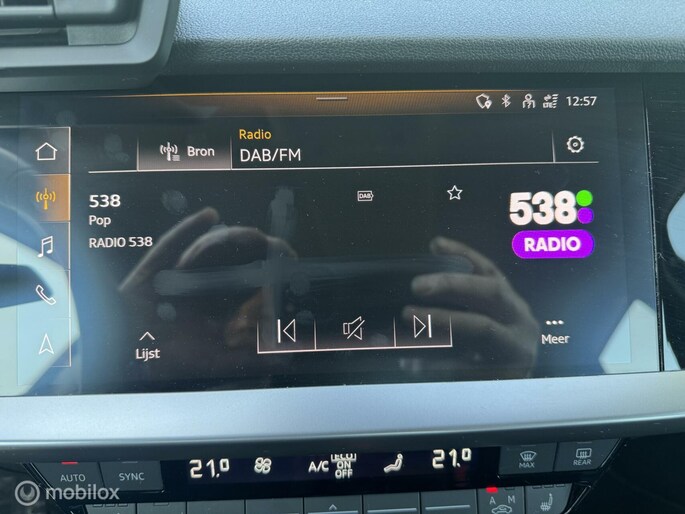 12:57
Radio
Bron
DAB/FM
538
Pop
RADIO 538
DAB
538
RADIO
Lijst
Meer
AUTO
SYNC
21.0
A/C
ECO
ON
OFF
21.0
MAX
REAR
A M
mobilox